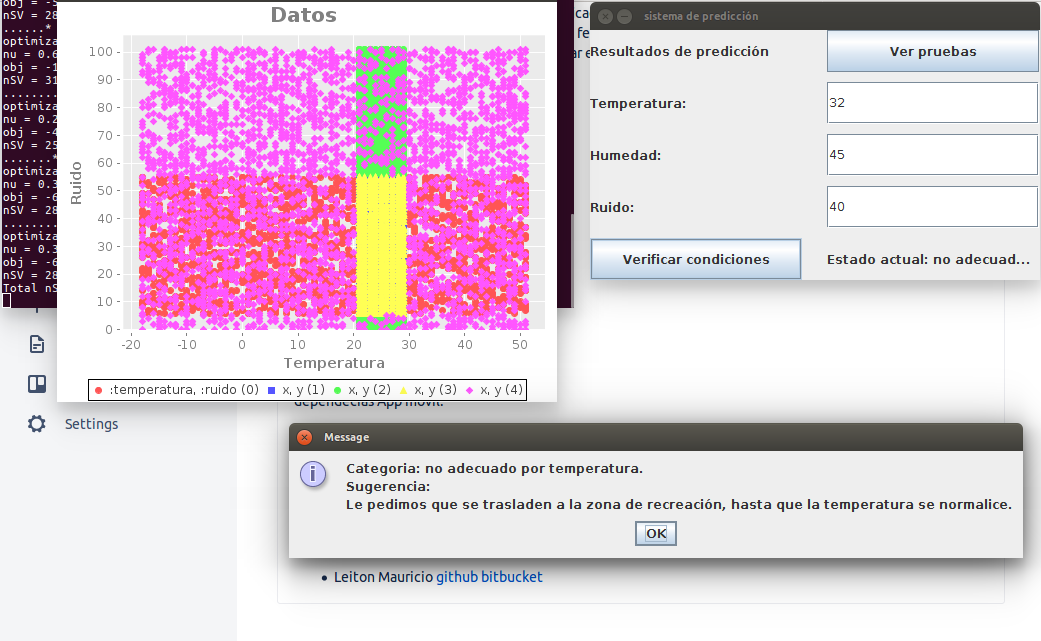 obj = -5
nSV = 28
......*
optimiza
nu = 0.6
obj = -1
nSV = 31
........
optimiza
nu = 0.2
obj = -4
nSV = 25
......*
optimiza
nu = 0.3
obj = -6
nSV = 28
........
optimiza
nu = 0.3
obj = -6
nSV = 28
Total nS
Datos
Ruido
100
90
80
70
60
50
40
30
20
10
0
-20 -10 0 10 20 30 40 50
Temperatura
:temperatura, :ruido (0) x, y (1) x, y (2) x, y (3) x, y (4)
ca
fe
ar e
sistema de predicción
Resultados de predicción Ver pruebas
Temperatura: 32
Humedad: 45
Ruido: 40
Verificar condiciones Estado actual: no adecuad...
Settings
dependecias App movil.
Message
Categoria: no adecuado por temperatura.
Sugerencia:
Le pedimos que se trasladen a la zona de recreación, hasta que la temperatura se normalice.
OK
Leiton Mauricio github bitbucket